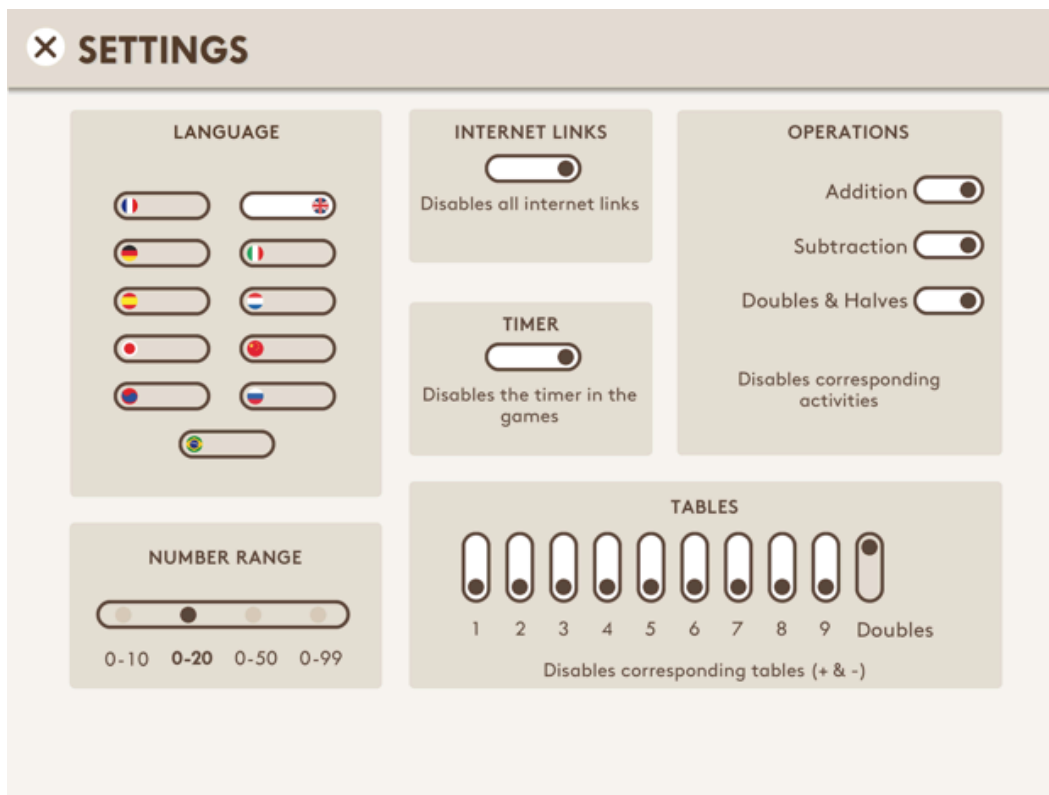 SETTINGS
LANGUAGE
INTERNET LINKS
Disables all internet links
OPERATIONS
Addition
Subtraction
Doubles & Halves
Disables corresponding
activities
TIMER
Disables the timer in the
games
NUMBER RANGE
0-10 0-20 0-50 0-99
TABLES
1 2 3 4 5 6 7 8 9 Doubles
Disables corresponding tables (+ & -)